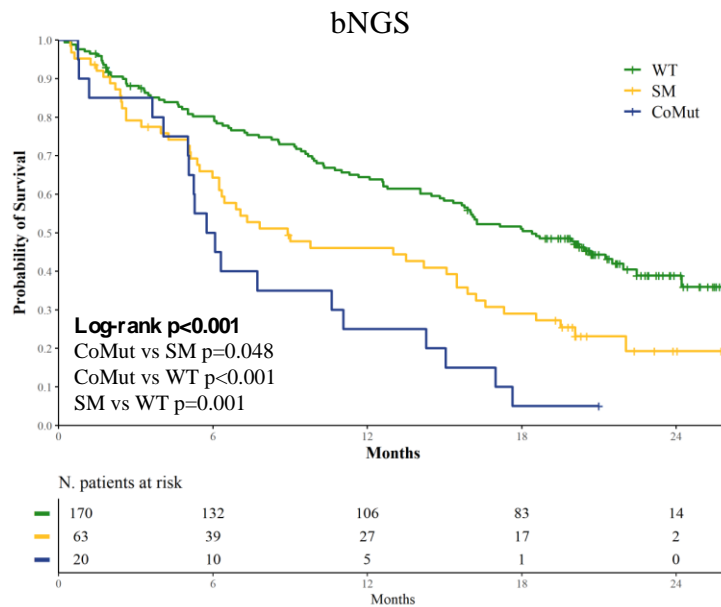 bNGS
Probability of Survival
1.0
0.9
0.8
0.7
0.6
0.5
0.4
0.3
0.2
0.1
0.0
WT
SM
CoMut
Log-rank p<0.001
CoMut vs SM p=0.048
CoMut vs WT p<0.001
SM vs WT p=0.001
0 6 12 18 24
Months
N. patients at risk
170 132 106 83 14
63 39 27 17 2
20 10 5 1 0
0 6 12 18 24
Months